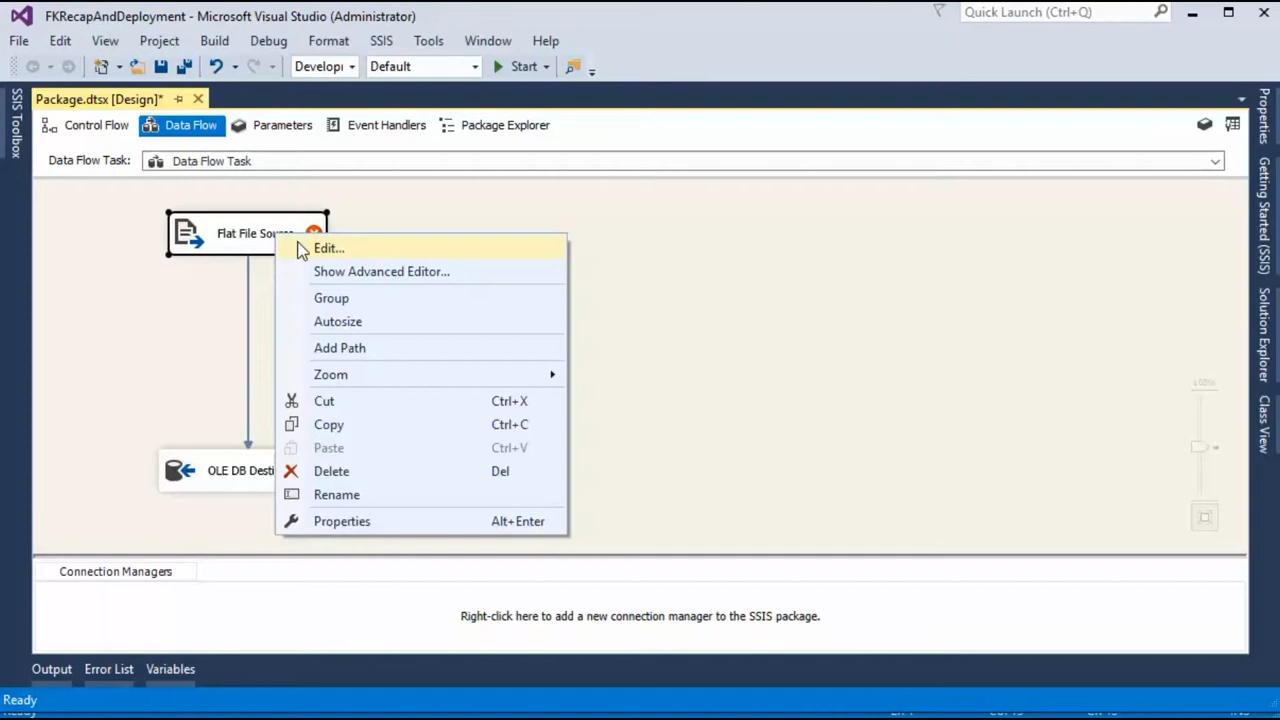 FKRecapAndDeployment - Microsoft Visual Studio (Administrator)
Quick Launch (Ctrl+Q)
File Edit View Project Build Debug Format SSIS Tools Window Help
Developi Default Start
Package.dtsx [Design]*
Control Flow Data Flow Parameters Event Handlers Package Explorer
Data Flow Task: Data Flow Task
SSIS Toolbox
Flat File Source
Edit...
Show Advanced Editor...
Group
Autosize
Add Path
Zoom
Cut Ctrl+X
Copy Ctrl+C
Paste Ctrl+V
Delete Del
Rename
Properties Alt+Enter
OLE DB Desti
100%
Properties
Getting Started (SSIS)
Solution Explorer
Class View
Connection Managers
Right-click here to add a new connection manager to the SSIS package.
Output Error List Variables
Ready